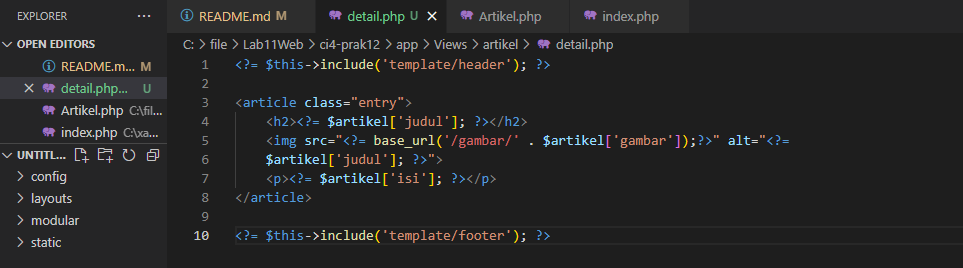 EXPLORER
OPEN EDITORS
README.m... M
detail.php... U
Artikel.php C:\fil...
index.php C:\xa...
UNTITL...
config
layouts
modular
static
README.md M detail.php U Artikel.php index.php
C: > file > Lab11Web > ci4-prak12 > app > Views > artikel > detail.php
1 <?= $this->include('template/header'); ?>
2
3 <article class="entry">
4 <h2><?= $artikel['judul']; ?></h2>
5 <img src="<?= base_url('/gambar/' . $artikel['gambar']);?>" alt="<?=
6 $artikel['judul']; ?>">
7 <p><?= $artikel['isi']; ?></p>
8 </article>
9
10 <?= $this->include('template/footer'); ?>